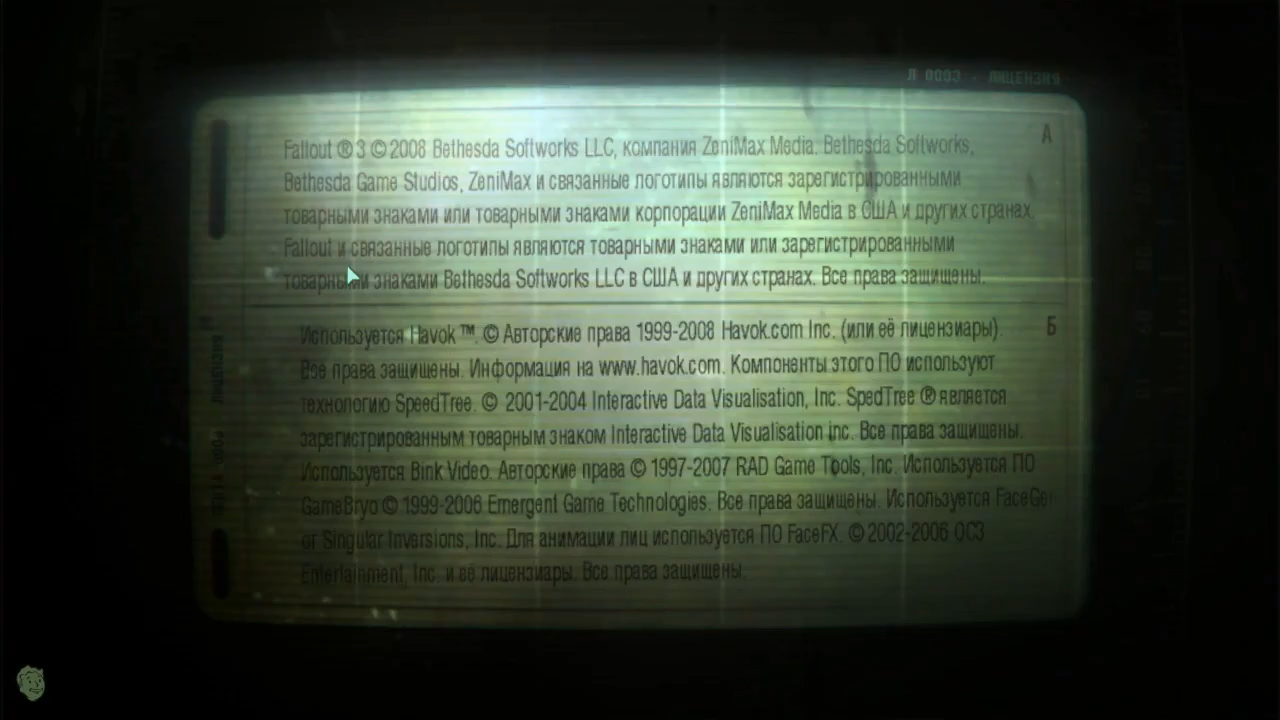 Л 0003 - ЛИЦЕНЗИЯ
А
Fallout ® 3 © 2008 Bethesda Softworks LLC, компания ZeniMax Media. Bethesda Softworks,
Bethesda Game Studios, ZeniMax и связанные логотипы являются зарегистрированными
товарными знаками или товарными знаками корпорации ZeniMax Media в США и других странах.
Fallout и связанные логотипы являются товарными знаками или зарегистрированными
товарными знаками Bethesda Softworks LLC в США и других странах. Все права защищены.
Б
Используется Havok ™. © Авторские права 1999-2008 Havok.com Inc. (или её лицензиары).
Все права защищены. Информация на www.havok.com. Компоненты этого ПО используют
технологию SpeedTree. © 2001-2004 Interactive Data Visualisation, Inc. SpedTree ® является
зарегистрированным товарным знаком Interactive Data Visualisation inc. Все права защищены.
Используется Bink Video. Авторские права © 1997-2007 RAD Game Tools, Inc. Используется ПО
GameBryo © 1999-2006 Emergent Game Technologies. Все права защищены. Используется FaceGe
or Singular Inversions, Inc. Для анимации лиц используется ПО FaceFX. © 2002-2006 OC3
Entertainment, Inc. и её лицензиары. Все права защищены.
ЛИЦЕНЗИЯ